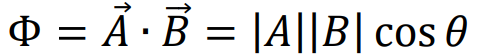 Φ = A⃗ · B⃗ = |A||B| cos θ